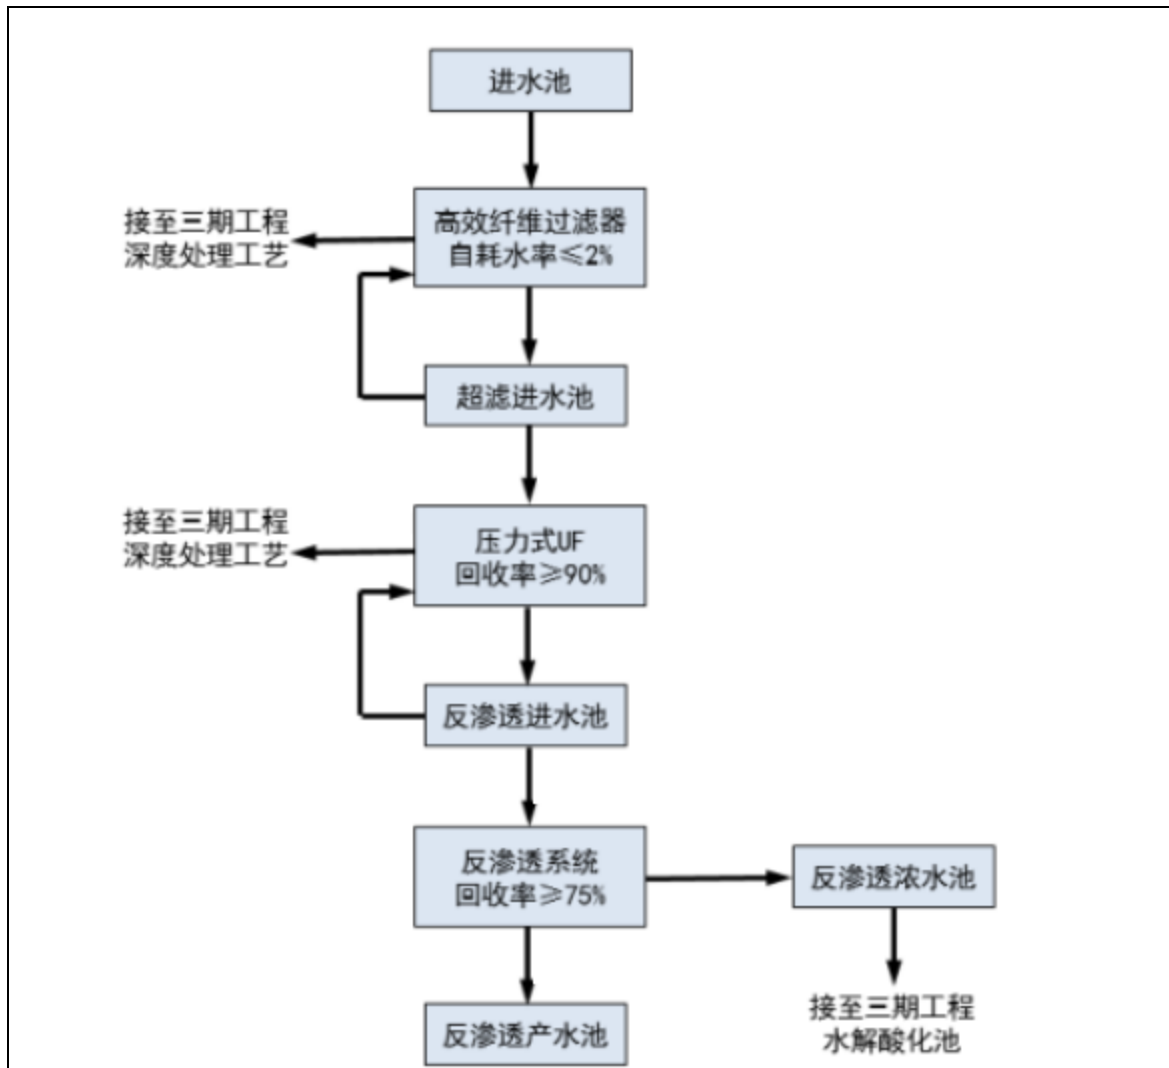 进水池
接至三期工程
深度处理工艺
高效纤维过滤器
自耗水率≤2%
超滤进水池
接至三期工程
深度处理工艺
压力式UF
回收率≥90%
反渗透进水池
反渗透系统
回收率≥75%
反渗透浓水池
反渗透产水池
接至三期工程
水解酸化池